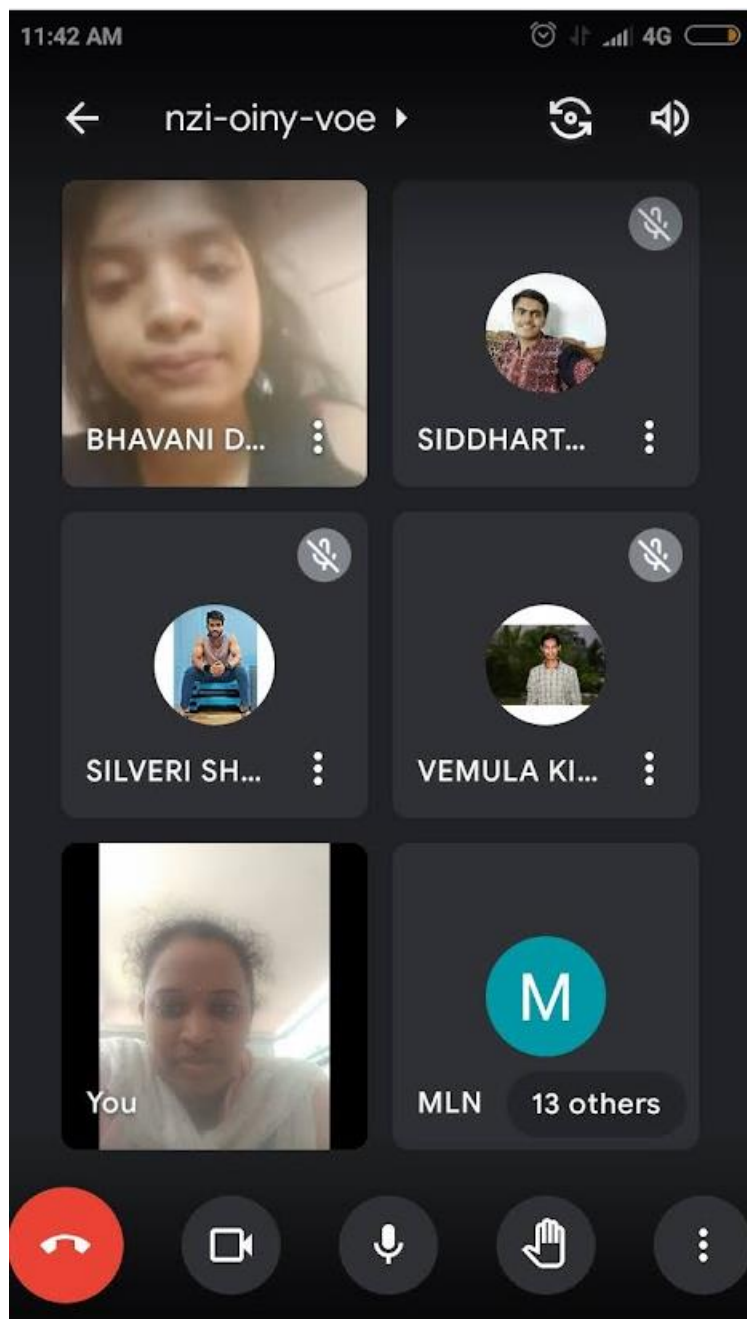 11:42 AM 4G
nzi-oiny-voe
BHAVANI D... SIDDHART...
SILVERI SH... VEMULA KI...
M
You MLN 13 others